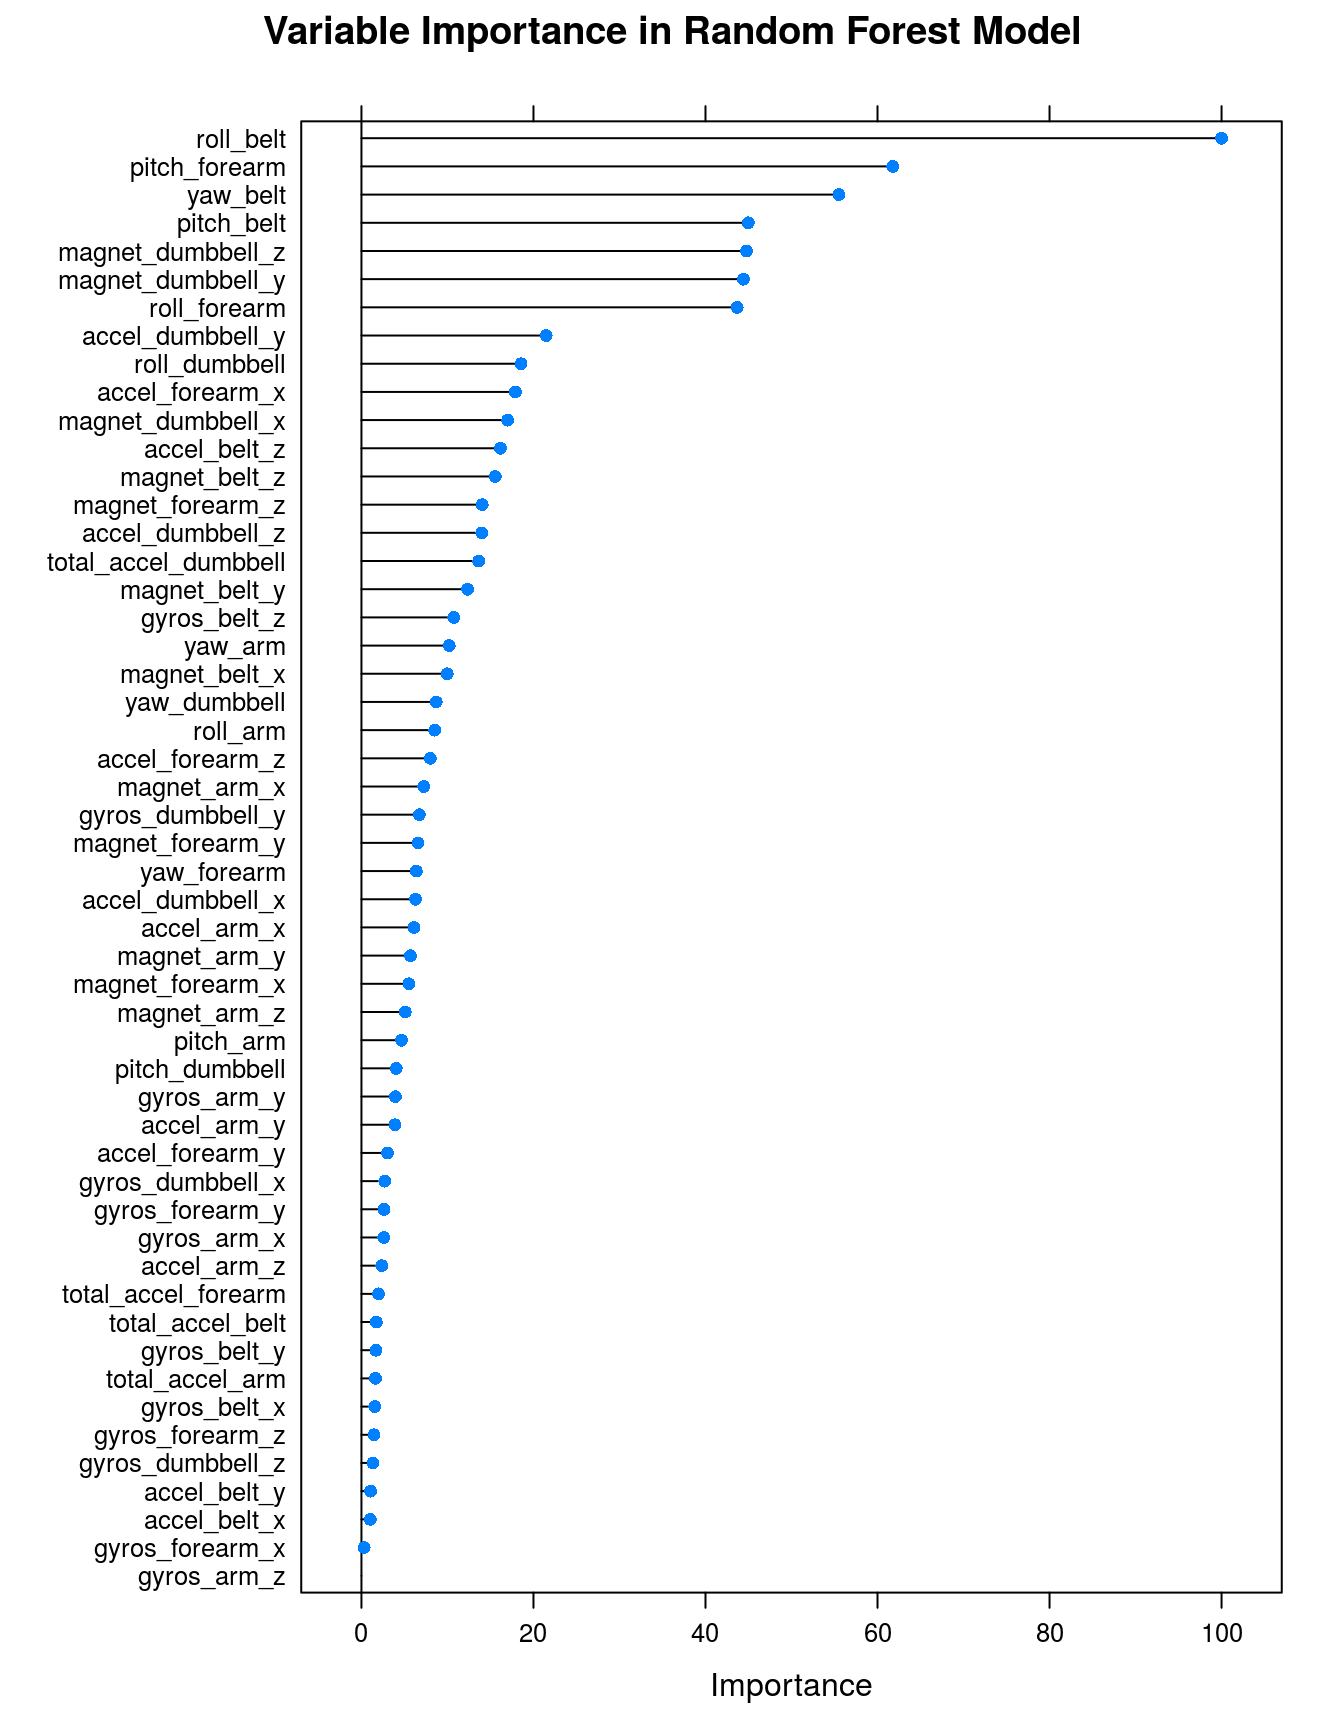 Variable Importance in Random Forest Model
roll_belt
pitch_forearm
yaw_belt
pitch_belt
magnet_dumbbell_z
magnet_dumbbell_y
roll_forearm
accel_dumbbell_y
roll_dumbbell
accel_forearm_x
magnet_dumbbell_x
accel_belt_z
magnet_belt_z
magnet_forearm_z
accel_dumbbell_z
total_accel_dumbbell
magnet_belt_y
gyros_belt_z
yaw_arm
magnet_belt_x
yaw_dumbbell
roll_arm
accel_forearm_z
magnet_arm_x
gyros_dumbbell_y
magnet_forearm_y
yaw_forearm
accel_dumbbell_x
accel_arm_x
magnet_arm_y
magnet_forearm_x
magnet_arm_z
pitch_arm
pitch_dumbbell
gyros_arm_y
accel_arm_y
accel_forearm_y
gyros_dumbbell_x
gyros_forearm_y
gyros_arm_x
accel_arm_z
total_accel_forearm
total_accel_belt
gyros_belt_y
total_accel_arm
gyros_belt_x
gyros_forearm_z
gyros_dumbbell_z
accel_belt_y
accel_belt_x
gyros_forearm_x
gyros_arm_z
0 20 40 60 80 100
Importance